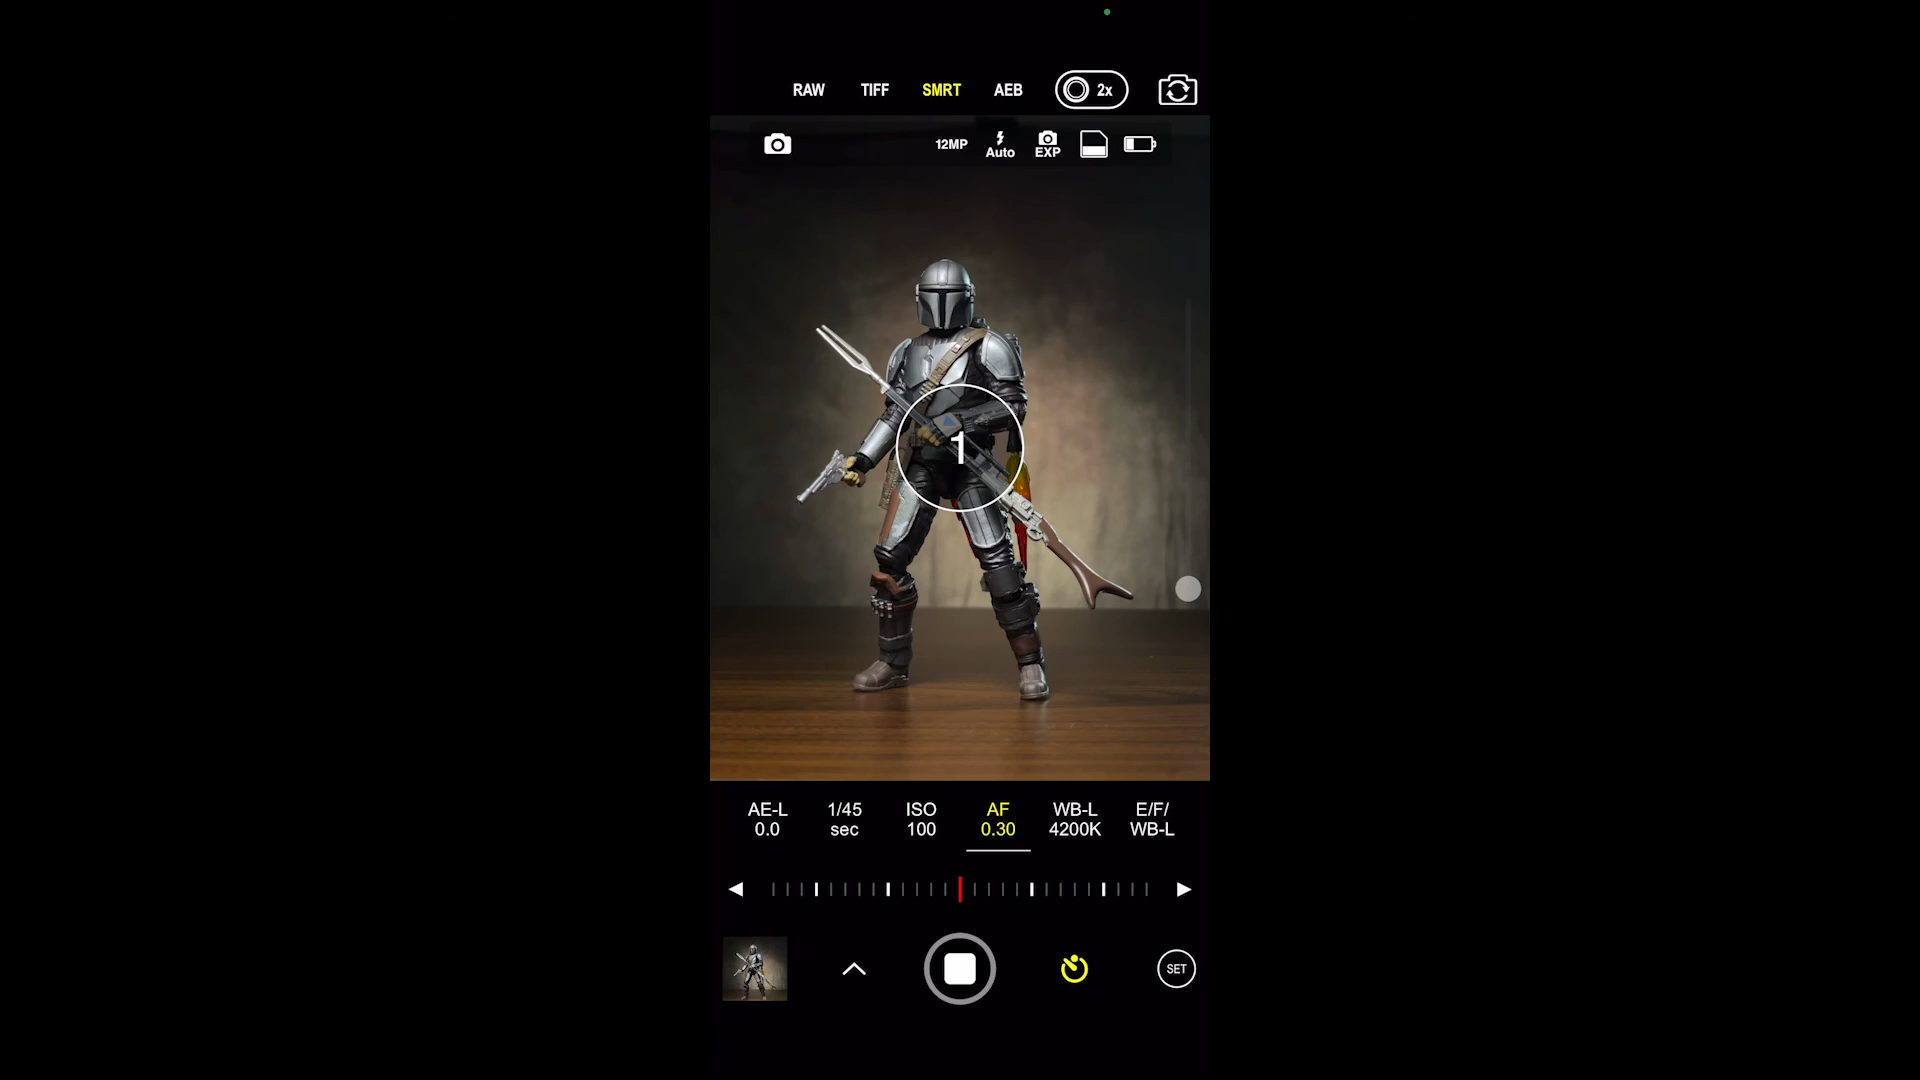 RAW TIFF SMRT AEB 2x
12MP Auto EXP
1
AE-L 1/45 ISO AF WB-L E/F/
0.0 sec 100 0.30 4200K WB-L
SET